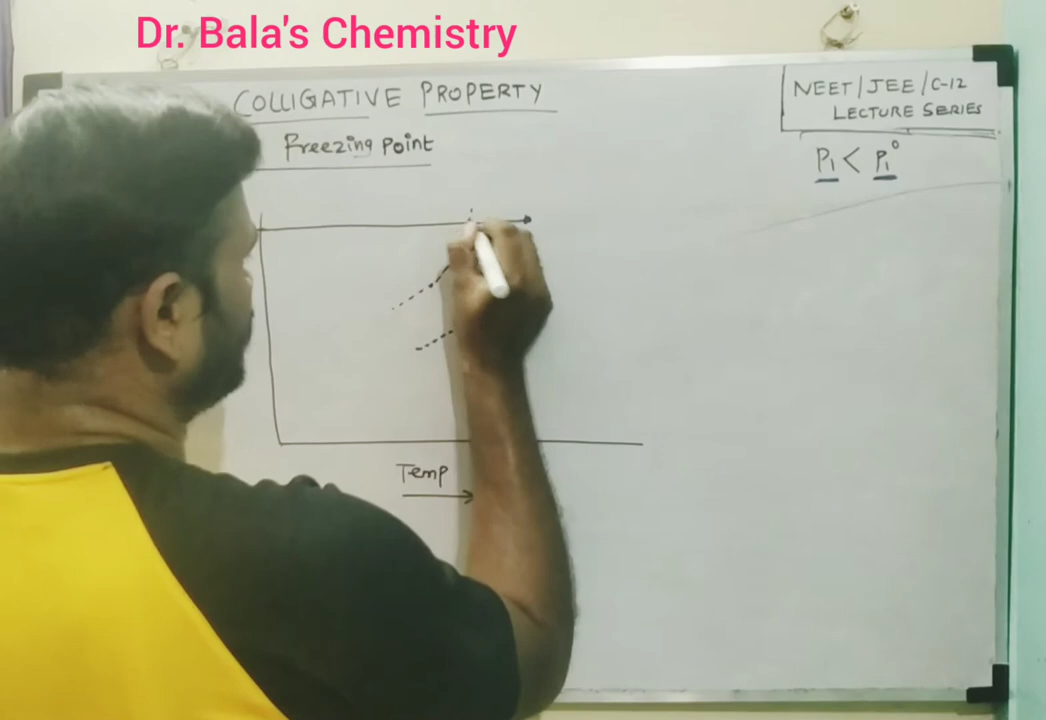 Dr. Bala's Chemistry
COLLIGATIVE PROPERTY
Freezing Point
NEET/JEE/C-12
LECTURE SERIES
P₁ < P₁°
Temp